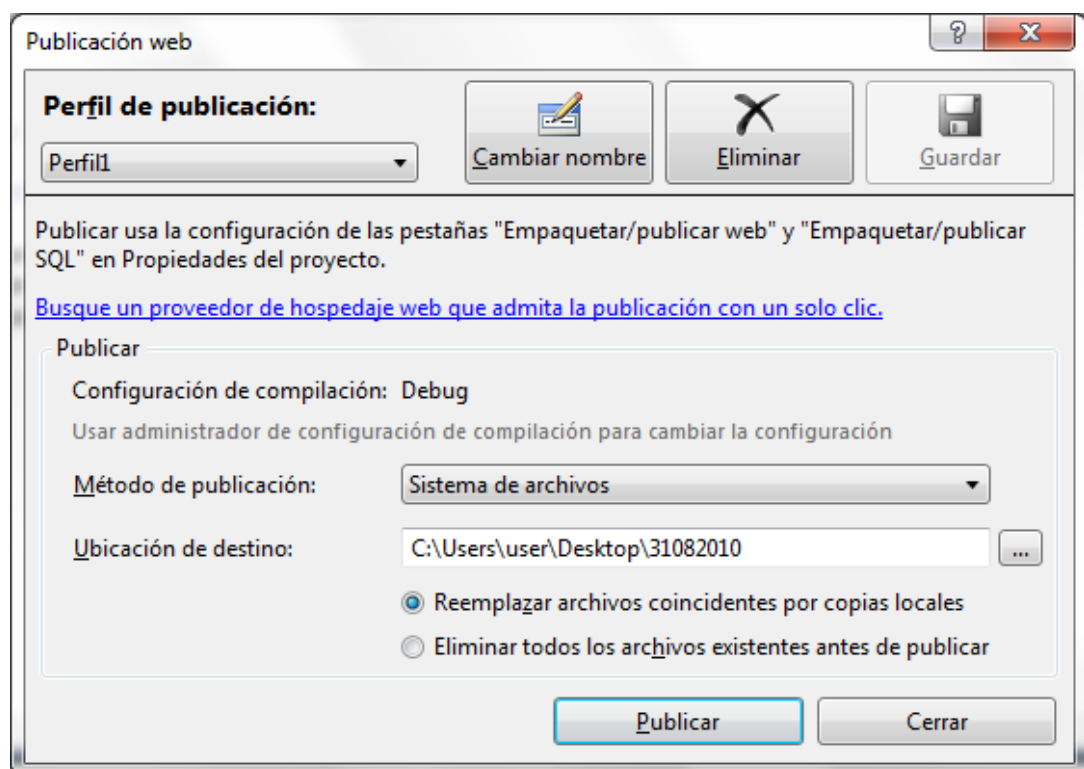 Publicación web
Perfil de publicación:
Perfil1
Cambiar nombre
Eliminar
Guardar
Publicar usa la configuración de las pestañas "Empaquetar/publicar web" y "Empaquetar/publicar
SQL" en Propiedades del proyecto.
Busque un proveedor de hospedaje web que admita la publicación con un solo clic.
Publicar
Configuración de compilación: Debug
Usar administrador de configuración de compilación para cambiar la configuración
Método de publicación: Sistema de archivos
Ubicación de destino: C:\Users\user\Desktop\31082010 ...
Reemplazar archivos coincidentes por copias locales
Eliminar todos los archivos existentes antes de publicar
Publicar
Cerrar